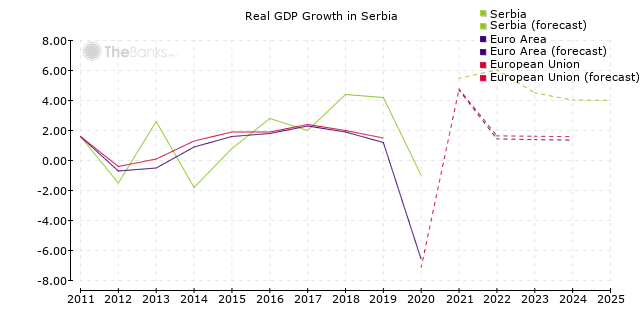 Real GDP Growth in Serbia
Serbia
Serbia (forecast)
Euro Area
Euro Area (forecast)
European Union
European Union (forecast)
TheBanks.eu
8.00
6.00
4.00
2.00
0.00
-2.00
-4.00
-6.00
-8.00
2011 2012 2013 2014 2015 2016 2017 2018 2019 2020 2021 2022 2023 2024 2025